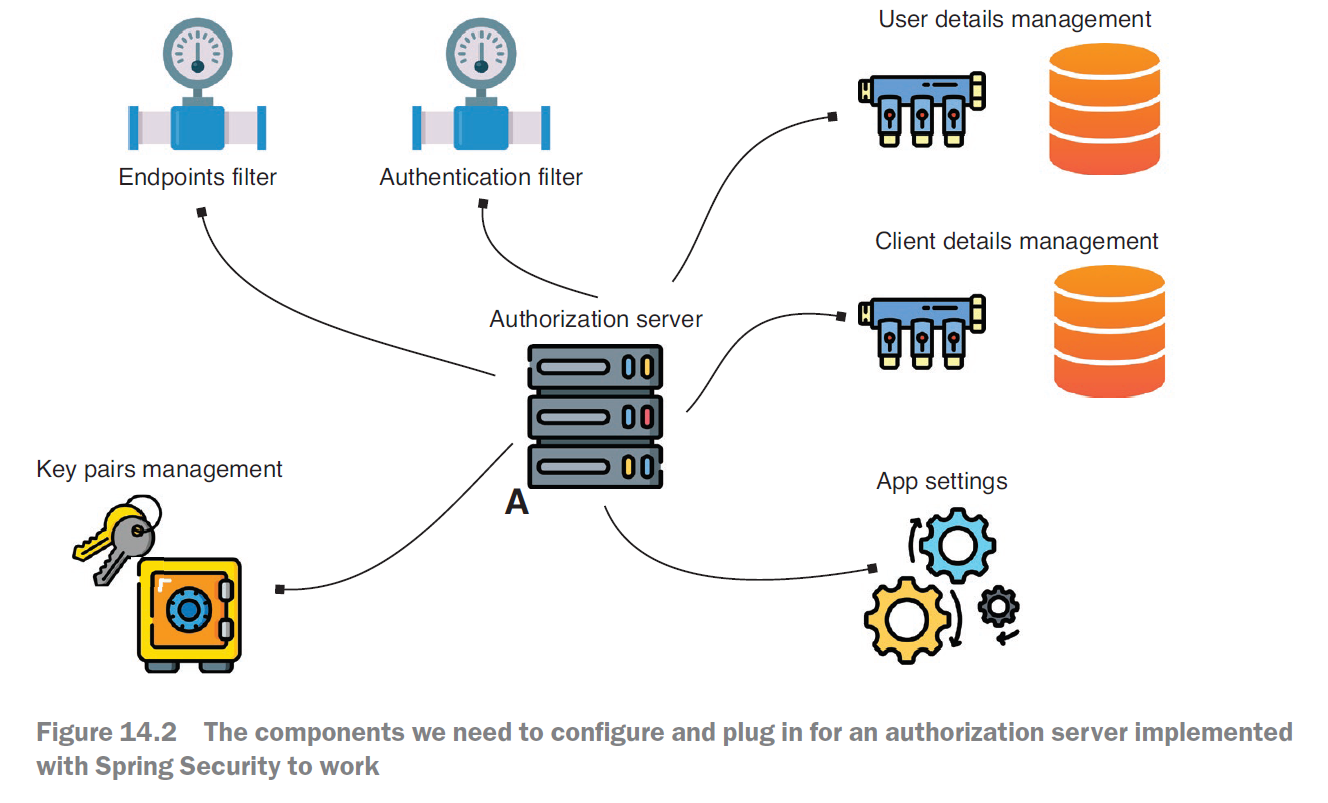 User details management
Endpoints filter
Authentication filter
Client details management
Authorization server
Key pairs management
A
App settings
Figure 14.2 The components we need to configure and plug in for an authorization server implemented
with Spring Security to work